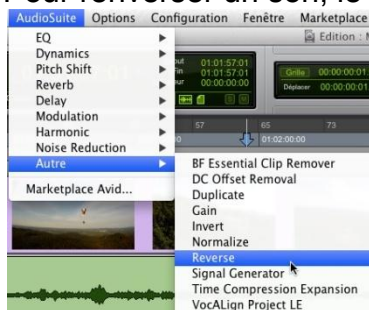 Pour renverser un son, le
AudioSuite Options Configuration Fenêtre Marketplace
EQ
Dynamics
Pitch Shift
Reverb
Delay
Modulation
Harmonic
Noise Reduction
Autre
Marketplace Avid...
Edition :
01:01:57:01
01:01:57:01
00:00:00:00
Grille 00:00:00:01
Déplacer 00:00:00:01
57 65 73
01:02:00:00
BF Essential Clip Remover
DC Offset Removal
Duplicate
Gain
Invert
Normalize
Reverse
Signal Generator
Time Compression Expansion
VocALign Project LE